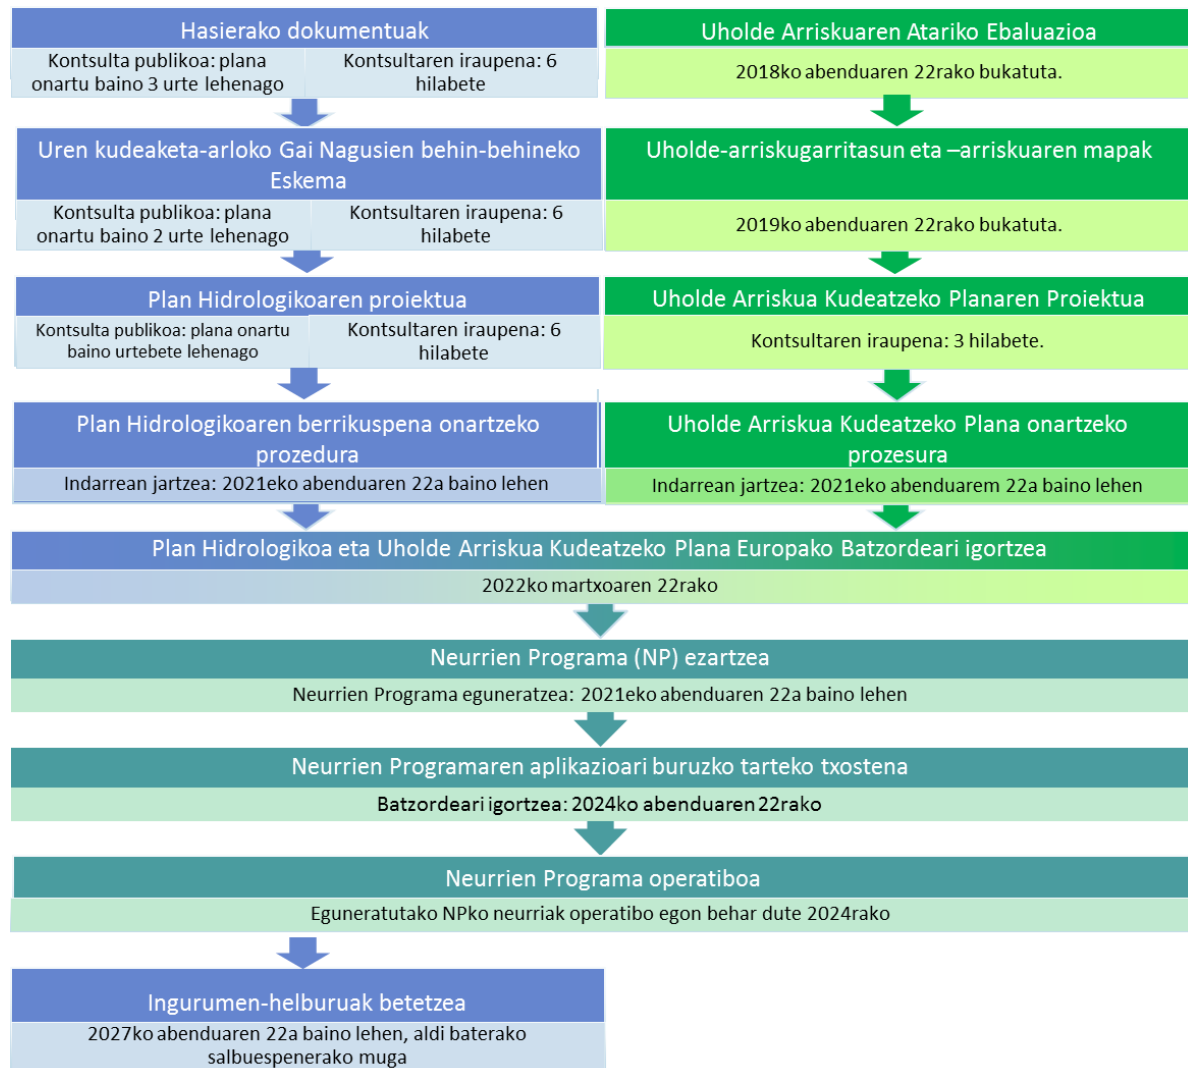 Hasierako dokumentuak
Kontsulta publikoa: plana
onartu baino 3 urte lehenago
Kontsultaren iraupena: 6
hilabete
Uholde Arriskuaren Atariko Ebaluazioa
2018ko abenduaren 22rako bukatuta.
Uren kudeaketa-arloko Gai Nagusien behin-behineko
Eskema
Kontsulta publikoa: plana
onartu baino 2 urte lehenago
Kontsultaren iraupena: 6
hilabete
Uholde-arriskugarritasun eta –arriskuaren mapak
2019ko abenduaren 22rako bukatuta.
Plan Hidrologikoaren proiektua
Kontsulta publikoa: plana onartu
baino urtebete lehenago
Kontsultaren iraupena: 6
hilabete
Uholde Arriskua Kudeatzeko Planaren Proiektua
Kontsultaren iraupena: 3 hilabete.
Plan Hidrologikoaren berrikuspena onartzeko
prozedura
Indarrean jartzea: 2021eko abenduaren 22a baino lehen
Uholde Arriskua Kudeatzeko Plana onartzeko
prozesura
Indarrean jartzea: 2021eko abenduarem 22a baino lehen
Plan Hidrologikoa eta Uholde Arriskua Kudeatzeko Plana Europako Batzordeari igortzea
2022ko martxoaren 22rako
Neurrien Programa (NP) ezartzea
Neurrien Programa eguneratzea: 2021eko abenduaren 22a baino lehen
Neurrien Programaren aplikazioari buruzko tarteko txostena
Batzordeari igortzea: 2024ko abenduaren 22rako
Neurrien Programa operatiboa
Eguneratutako NPko neurriak operatibo egon behar dute 2024rako
Ingurumen-helburuak betetzea
2027ko abenduaren 22a baino lehen, aldi baterako
salbuespenerako muga